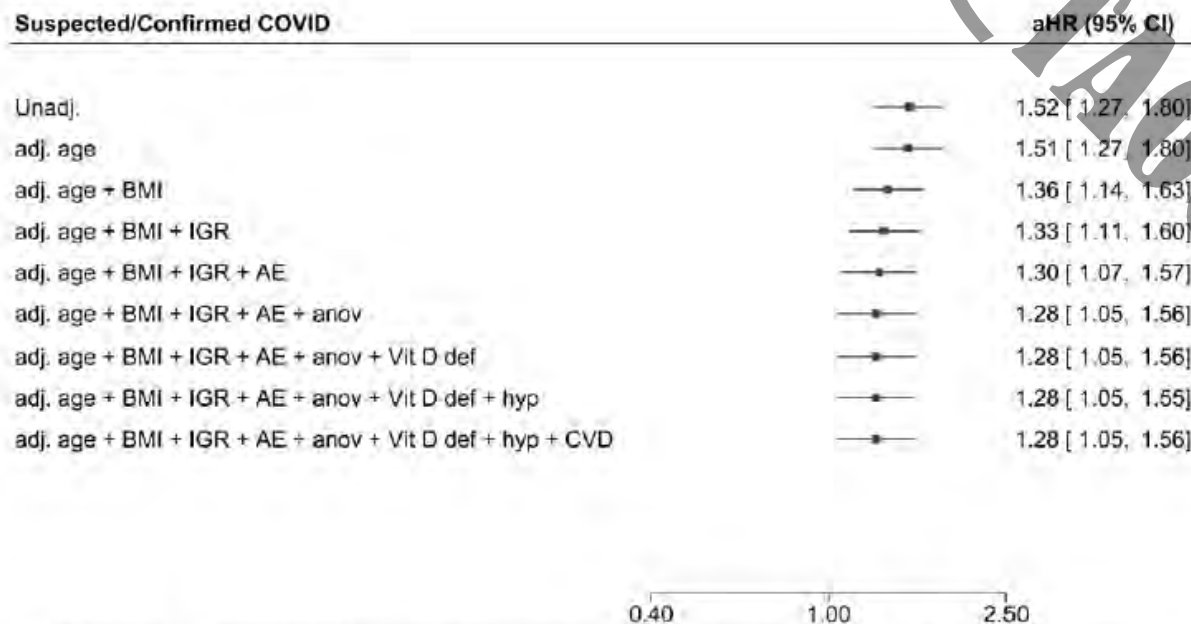 Suspected/Confirmed COVID aHR (95% CI)
Unadj. 1.52 [ 1.27, 1.80]
adj. age 1.51 [ 1.27, 1.80]
adj. age + BMI 1.36 [ 1.14, 1.63]
adj. age + BMI + IGR 1.33 [ 1.11, 1.60]
adj. age + BMI + IGR + AE 1.30 [ 1.07, 1.57]
adj. age + BMI + IGR + AE + anov 1.28 [ 1.05, 1.56]
adj. age + BMI + IGR + AE + anov + Vit D def 1.28 [ 1.05, 1.56]
adj. age + BMI + IGR + AE + anov + Vit D def + hyp 1.28 [ 1.05, 1.55]
adj. age + BMI + IGR + AE + anov + Vit D def + hyp + CVD 1.28 [ 1.05, 1.56]
0.40 1.00 2.50